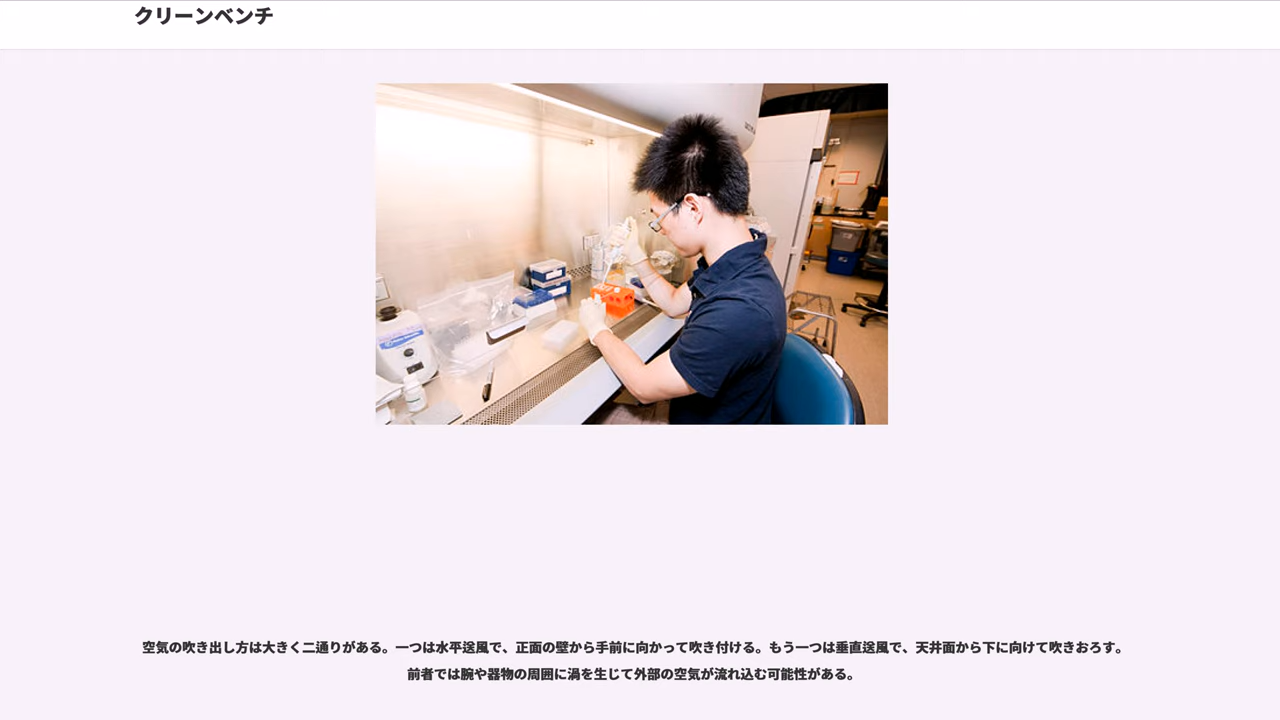 クリーンベンチ
空気の吹き出し方は大きく二通りがある。一つは水平送風で、正面の壁から手前に向かって吹き付ける。もう一つは垂直送風で、天井面から下に向けて吹きおろす。
前者では腕や器物の周囲に渦を生じて外部の空気が流れ込む可能性がある。